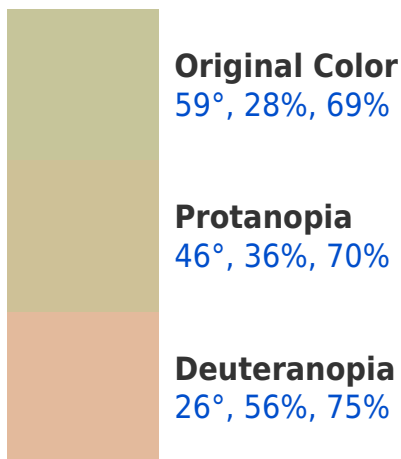 Original Color
59°, 28%, 69%
Protanopia
46°, 36%, 70%
Deuteranopia
26°, 56%, 75%